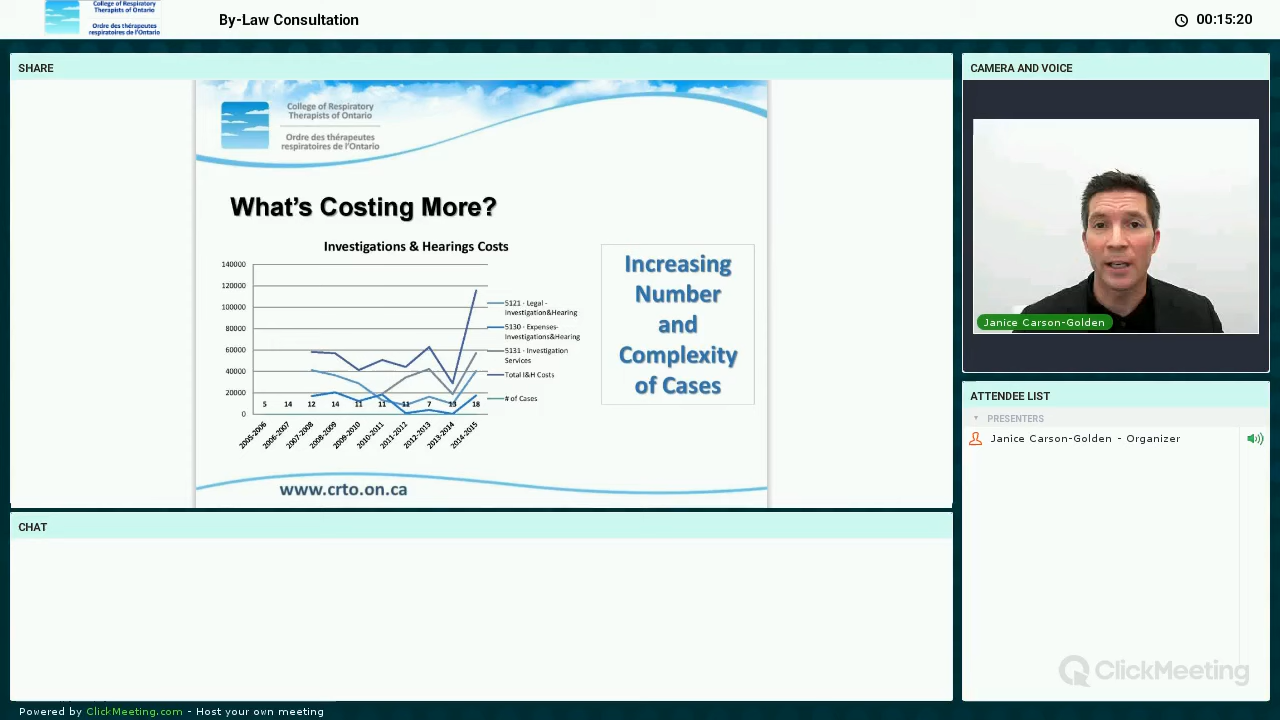 College of Respiratory
Therapists of Ontario
Ordre des thérapeutes
respiratoires de l'Ontario
By-Law Consultation
00:15:20
SHARE
College of Respiratory
Therapists of Ontario
Ordre des thérapeutes
respiratoires de l'Ontario
What's Costing More?
Investigations & Hearings Costs
140000
120000
100000
80000
60000
40000
20000
0
5 14 12 14 11 11 11 7 13 18
2005-2006 2006-2007 2007-2008 2008-2009 2009-2010 2010-2011 2011-2012 2012-2013 2013-2014 2014-2015
5121 - Legal -
Investigation&Hearing
5130 - Expenses-
Investigations&Hearing
5131 - Investigation
Services
Total I&H Costs
# of Cases
Increasing
Number
and
Complexity
of Cases
www.crto.on.ca
CAMERA AND VOICE
Janice Carson-Golden
ATTENDEE LIST
PRESENTERS
Janice Carson-Golden - Organizer
CHAT
ClickMeeting
Powered by ClickMeeting.com - Host your own meeting